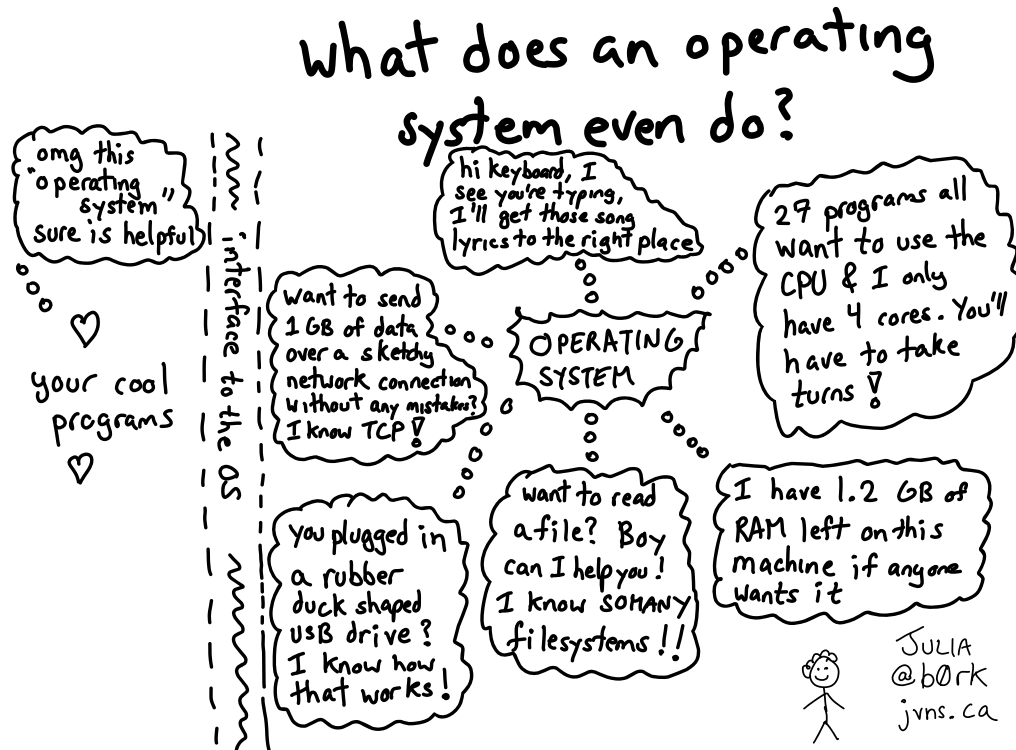 What does an operating
system even do?
omg this
"operating
system"
sure is helpful
your cool
programs
interface to the OS
hi keyboard, I
see you're typing,
I'll get those song
lyrics to the right place
27 programs all
want to use the
CPU & I only
have 4 cores. You'll
have to take
turns!
want to send
1 GB of data
over a sketchy
network connection
without any mistakes?
I know TCP!
OPERATING
SYSTEM
you plugged in
a rubber
duck shaped
USB drive?
I know how
that works!
want to read
a file? Boy
can I help you!
I know SO MANY
filesystems!!
I have 1.2 GB of
RAM left on this
machine if anyone
wants it
JULIA
@b0rk
jvns.ca